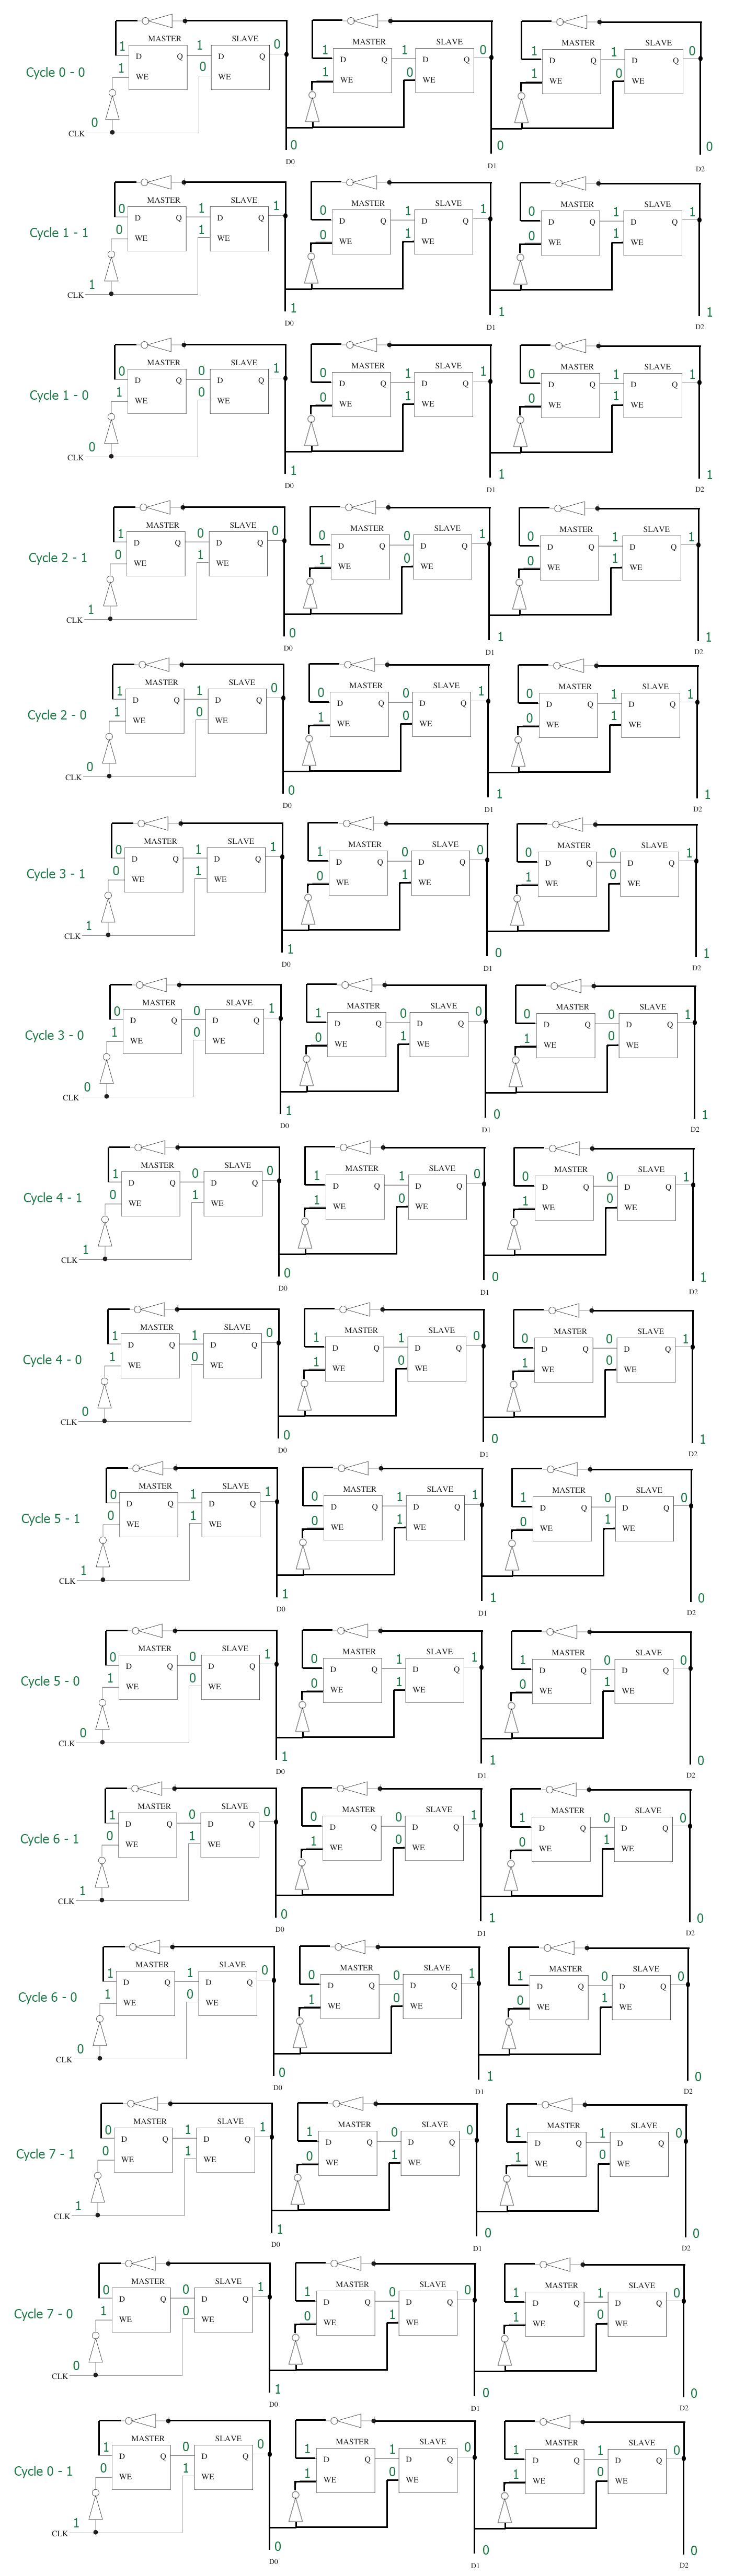 MASTER SLAVE MASTER SLAVE MASTER SLAVE
1 1 0 1 1 0 1 1 0
D Q D Q D Q D Q D Q D Q
Cycle 0 - 0 1 0 1 0 1 0
WE WE WE WE WE WE
0 CLK
0 0 0
D0 D1 D2
MASTER SLAVE MASTER SLAVE MASTER SLAVE
0 1 1 0 1 1 0 1 1
D Q D Q D Q D Q D Q D Q
Cycle 1 - 1 0 1 0 1 0 1
WE WE WE WE WE WE
1 CLK
1 1 1
D0 D1 D2
MASTER SLAVE MASTER SLAVE MASTER SLAVE
0 0 1 0 1 1 0 1 1
D Q D Q D Q D Q D Q D Q
Cycle 1 - 0 1 0 0 1 0 1
WE WE WE WE WE WE
0 CLK
1 1 1
D0 D1 D2
MASTER SLAVE MASTER SLAVE MASTER SLAVE
1 0 0 0 0 1 0 1 1
D Q D Q D Q D Q D Q D Q
Cycle 2 - 1 0 1 1 0 0 1
WE WE WE WE WE WE
1 CLK
0 1 1
D0 D1 D2
MASTER SLAVE MASTER SLAVE MASTER SLAVE
1 1 0 0 0 1 0 1 1
D Q D Q D Q D Q D Q D Q
Cycle 2 - 0 1 0 1 0 0 1
WE WE WE WE WE WE
0 CLK
0 1 1
D0 D1 D2
MASTER SLAVE MASTER SLAVE MASTER SLAVE
0 1 1 1 0 0 0 0 1
D Q D Q D Q D Q D Q D Q
Cycle 3 - 1 0 1 0 1 1 0
WE WE WE WE WE WE
1 CLK
1 0 1
D0 D1 D2
MASTER SLAVE MASTER SLAVE MASTER SLAVE
0 0 1 1 0 0 0 0 1
D Q D Q D Q D Q D Q D Q
Cycle 3 - 0 1 0 0 1 1 0
WE WE WE WE WE WE
0 CLK
1 0 1
D0 D1 D2
MASTER SLAVE MASTER SLAVE MASTER SLAVE
1 0 0 1 1 0 0 0 1
D Q D Q D Q D Q D Q D Q
Cycle 4 - 1 0 1 1 0 1 0
WE WE WE WE WE WE
1 CLK
0 0 1
D0 D1 D2
MASTER SLAVE MASTER SLAVE MASTER SLAVE
1 1 0 1 1 0 0 0 1
D Q D Q D Q D Q D Q D Q
Cycle 4 - 0 1 0 1 0 1 0
WE WE WE WE WE WE
0 CLK
0 0 1
D0 D1 D2
MASTER SLAVE MASTER SLAVE MASTER SLAVE
0 1 1 0 1 1 1 0 0
D Q D Q D Q D Q D Q D Q
Cycle 5 - 1 0 1 0 1 0 1
WE WE WE WE WE WE
1 CLK
1 1 0
D0 D1 D2
MASTER SLAVE MASTER SLAVE MASTER SLAVE
0 0 1 0 1 1 1 0 0
D Q D Q D Q D Q D Q D Q
Cycle 5 - 0 1 0 0 1 0 1
WE WE WE WE WE WE
0 CLK
1 1 0
D0 D1 D2
MASTER SLAVE MASTER SLAVE MASTER SLAVE
1 0 0 0 0 1 1 0 0
D Q D Q D Q D Q D Q D Q
Cycle 6 - 1 0 1 1 0 0 1
WE WE WE WE WE WE
1 CLK
0 1 0
D0 D1 D2
MASTER SLAVE MASTER SLAVE MASTER SLAVE
1 1 0 0 0 1 1 0 0
D Q D Q D Q D Q D Q D Q
Cycle 6 - 0 1 0 1 0 0 1
WE WE WE WE WE WE
0 CLK
0 1 0
D0 D1 D2
MASTER SLAVE MASTER SLAVE MASTER SLAVE
0 1 1 1 0 0 1 1 0
D Q D Q D Q D Q D Q D Q
Cycle 7 - 1 0 1 0 1 1 0
WE WE WE WE WE WE
1 CLK
1 0 0
D0 D1 D2
MASTER SLAVE MASTER SLAVE MASTER SLAVE
0 0 1 1 0 0 1 1 0
D Q D Q D Q D Q D Q D Q
Cycle 7 - 0 1 0 0 1 1 0
WE WE WE WE WE WE
0 CLK
1 0 0
D0 D1 D2
MASTER SLAVE MASTER SLAVE MASTER SLAVE
1 0 0 1 1 0 1 1 0
D Q D Q D Q D Q D Q D Q
Cycle 0 - 1 0 1 1 0 1 0
WE WE WE WE WE WE
1 CLK
0 0 0
D0 D1 D2